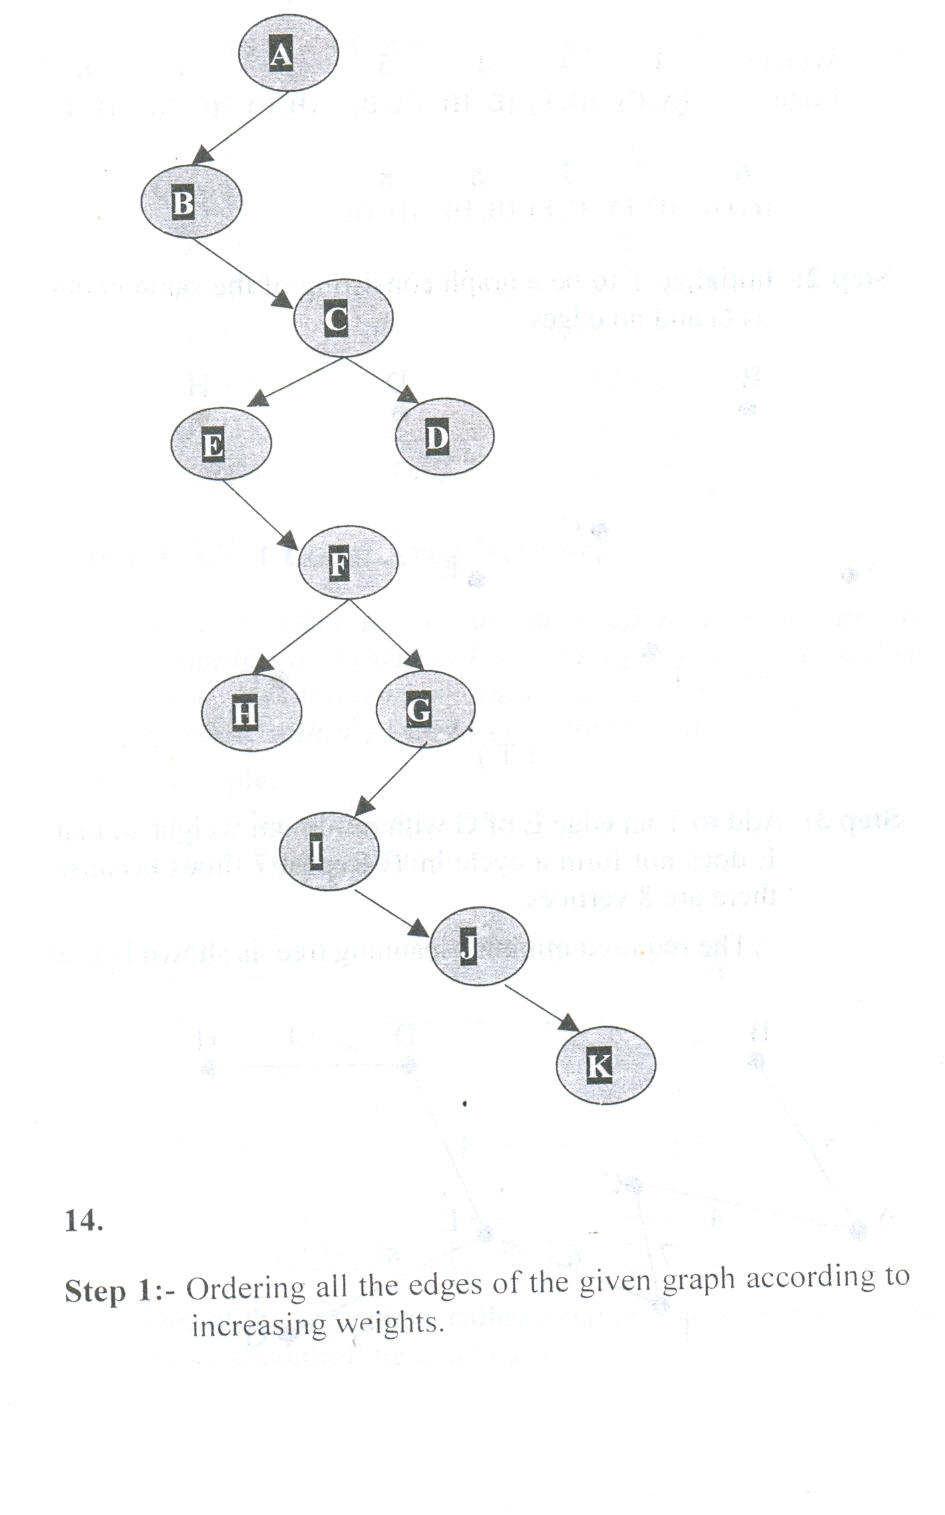 A
B
C
E D
F
H G
I
J
K
14.
Step 1:- Ordering all the edges of the given graph according to
increasing weights.